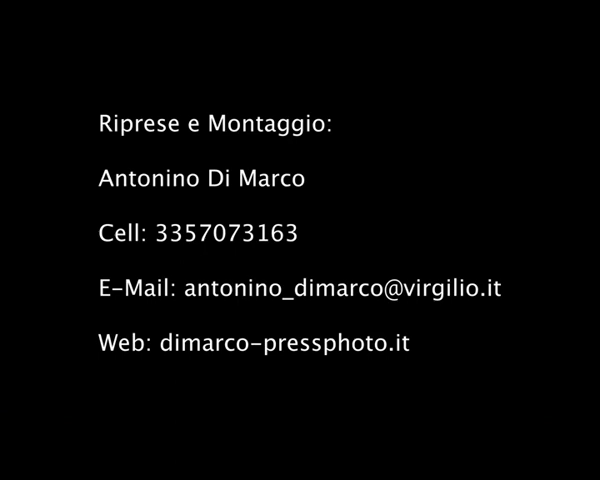 Riprese e Montaggio:
Antonino Di Marco
Cell: 3357073163
E-Mail: antonino_dimarco@virgilio.it
Web: dimarco-pressphoto.it